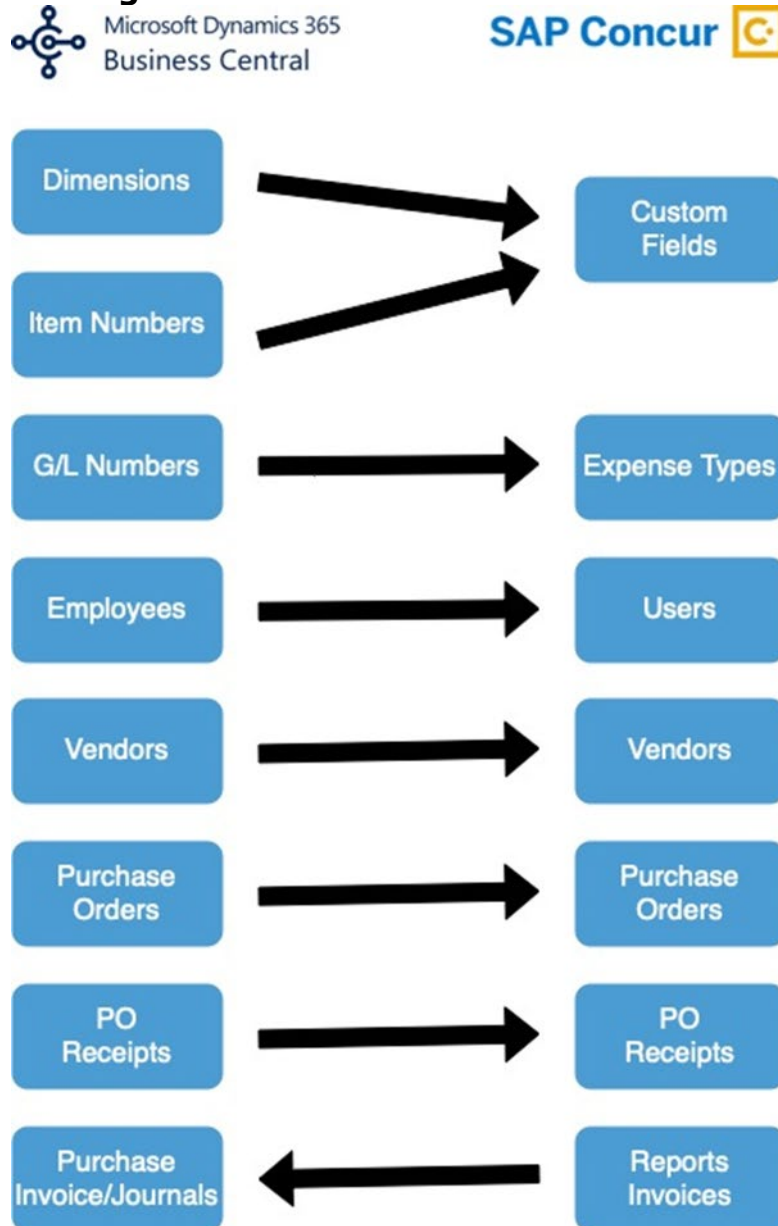 Microsoft Dynamics 365
Business Central
SAP Concur C.
Dimensions
Custom
Fields
Item Numbers
G/L Numbers
Expense Types
Employees
Users
Vendors
Vendors
Purchase
Orders
Purchase
Orders
PO
Receipts
PO
Receipts
Purchase
Invoice/Journals
Reports
Invoices